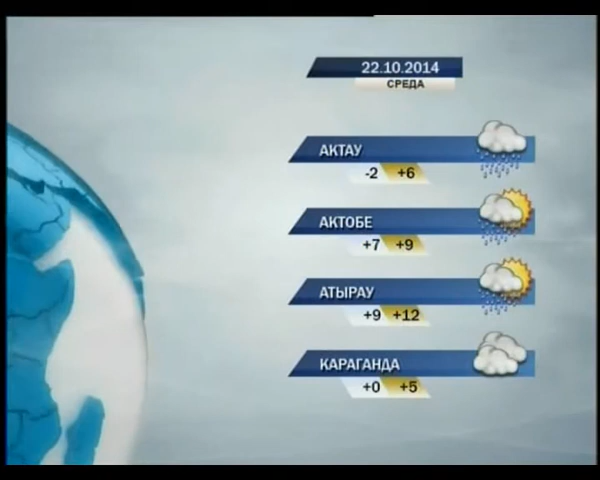 22.10.2014
СРЕДА
АКТАУ
-2 +6
АКТОБЕ
+7 +9
АТЫРАУ
+9 +12
КАРАГАНДА
+0 +5